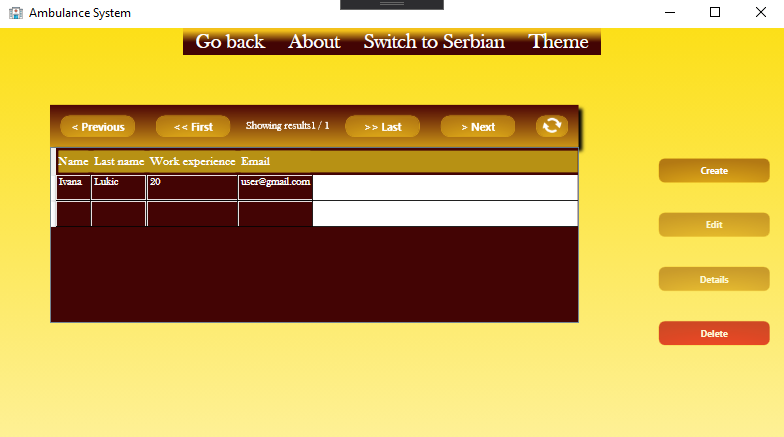 Ambulance System
Go back About Switch to Serbian Theme
< Previous << First Showing results1 / 1 >> Last > Next
Name Last name Work experience Email
Ivana Lukic 20 user@gmail.com
Create
Edit
Details
Delete